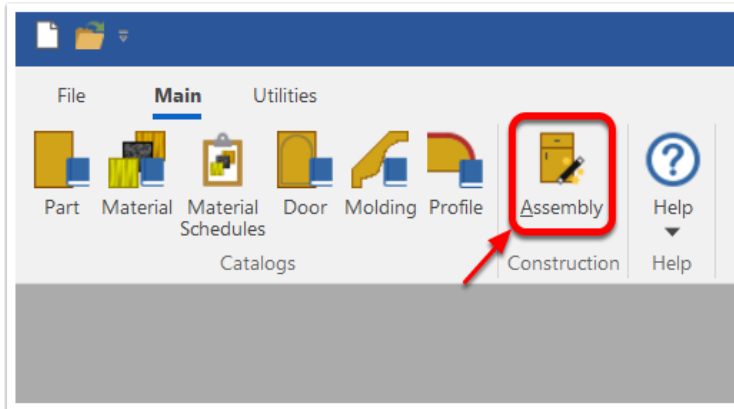 File Main Utilities
Part Material Material Schedules Door Molding Profile Assembly Help
Catalogs Construction Help